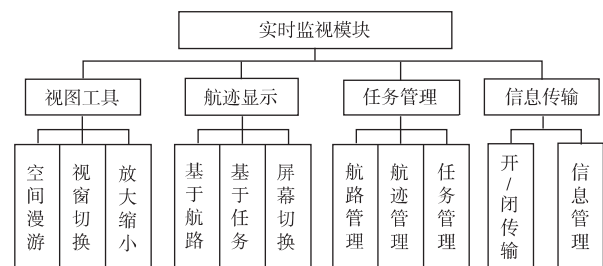 实时监视模块
视图工具
航迹显示
任务管理
信息传输
空间漫游
视窗切换
放大缩小
基于航路
基于任务
屏幕切换
航路管理
航迹管理
任务管理
开/闭传输
信息管理